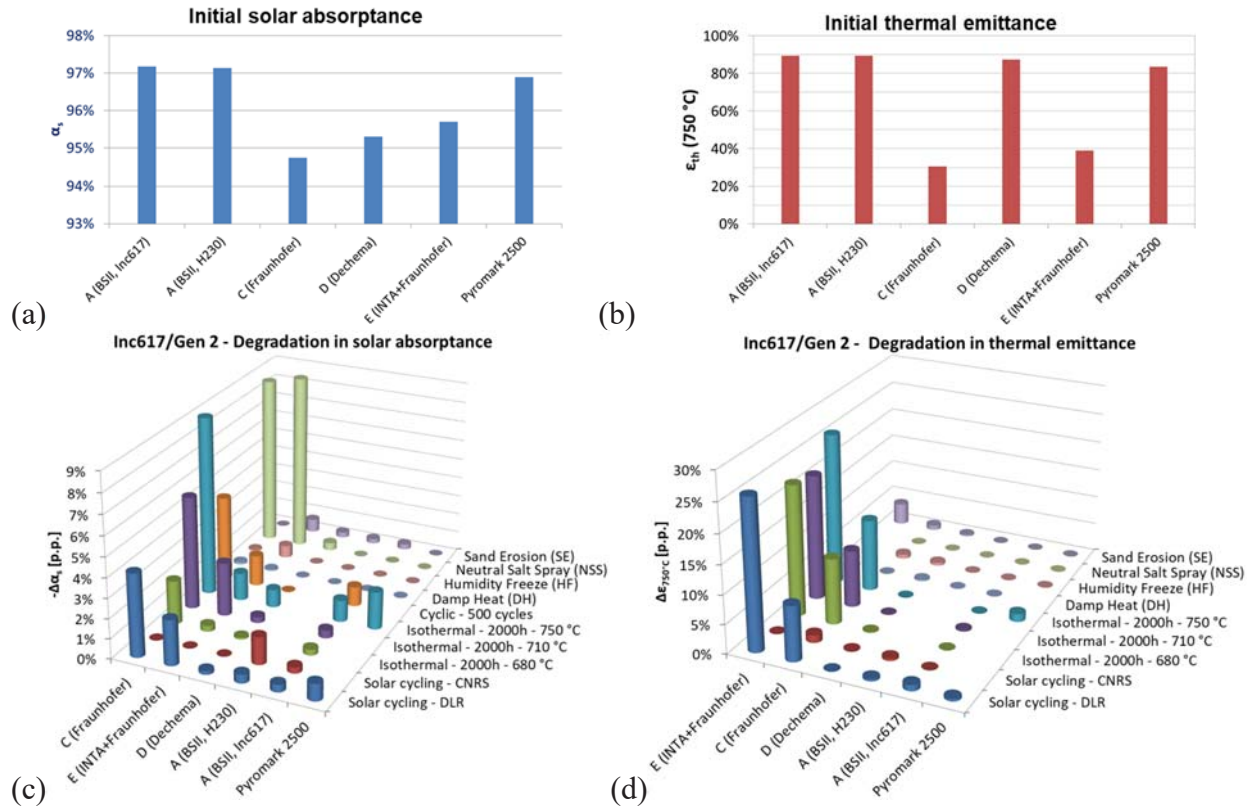 Initial solar absorptance
98%
97%
96%
95%
94%
93%
αs
A (BSII, Inc617)
A (BSII, H230)
C (Fraunhofer)
D (Dechema)
E (INTA+Fraunhofer)
Pyromark 2500
(a)
Initial thermal emittance
100%
80%
60%
40%
20%
0%
εth (750 °C)
A (BSII, Inc617)
A (BSII, H230)
C (Fraunhofer)
D (Dechema)
E (INTA+Fraunhofer)
Pyromark 2500
(b)
Inc617/Gen 2 - Degradation in solar absorptance
9%
8%
7%
6%
5%
4%
3%
2%
1%
0%
-Δαs [p.p.]
Sand Erosion (SE)
Neutral Salt Spray (NSS)
Humidity Freeze (HF)
Damp Heat (DH)
Cyclic - 500 cycles
Isothermal - 2000h - 750 °C
Isothermal - 2000h - 710 °C
Isothermal - 2000h - 680 °C
Solar cycling - CNRS
Solar cycling - DLR
C (Fraunhofer)
E (INTA+Fraunhofer)
D (Dechema)
A (BSII, H230)
A (BSII, Inc617)
Pyromark 2500
(c)
Inc617/Gen 2 -  Degradation in thermal emittance
30%
25%
20%
15%
10%
5%
0%
Δε750°C [p.p.]
Sand Erosion (SE)
Neutral Salt Spray (NSS)
Humidity Freeze (HF)
Damp Heat (DH)
Isothermal - 2000h - 750 °C
Isothermal - 2000h - 710 °C
Isothermal - 2000h - 680 °C
Solar cycling - CNRS
Solar cycling - DLR
E (INTA+Fraunhofer)
C (Fraunhofer)
D (Dechema)
A (BSII, H230)
A (BSII, Inc617)
Pyromark 2500
(d)